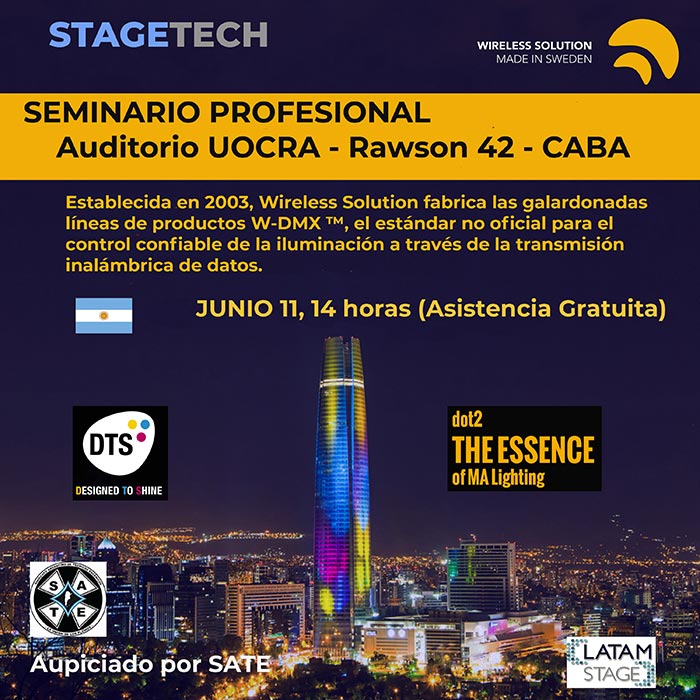 STAGETECH
WIRELESS SOLUTION
MADE IN SWEDEN
SEMINARIO PROFESIONAL
Auditorio UOCRA - Rawson 42 - CABA
Establecida en 2003, Wireless Solution fabrica las galardonadas
líneas de productos W-DMX ™, el estándar no oficial para el
control confiable de la iluminación a través de la transmisión
inalámbrica de datos.
JUNIO 11, 14 horas (Asistencia Gratuita)
DTS
DESIGNED TO SHINE
dot2
THE ESSENCE
of MA Lighting
S A T E
Aupiciado por SATE
LATAM
STAGE